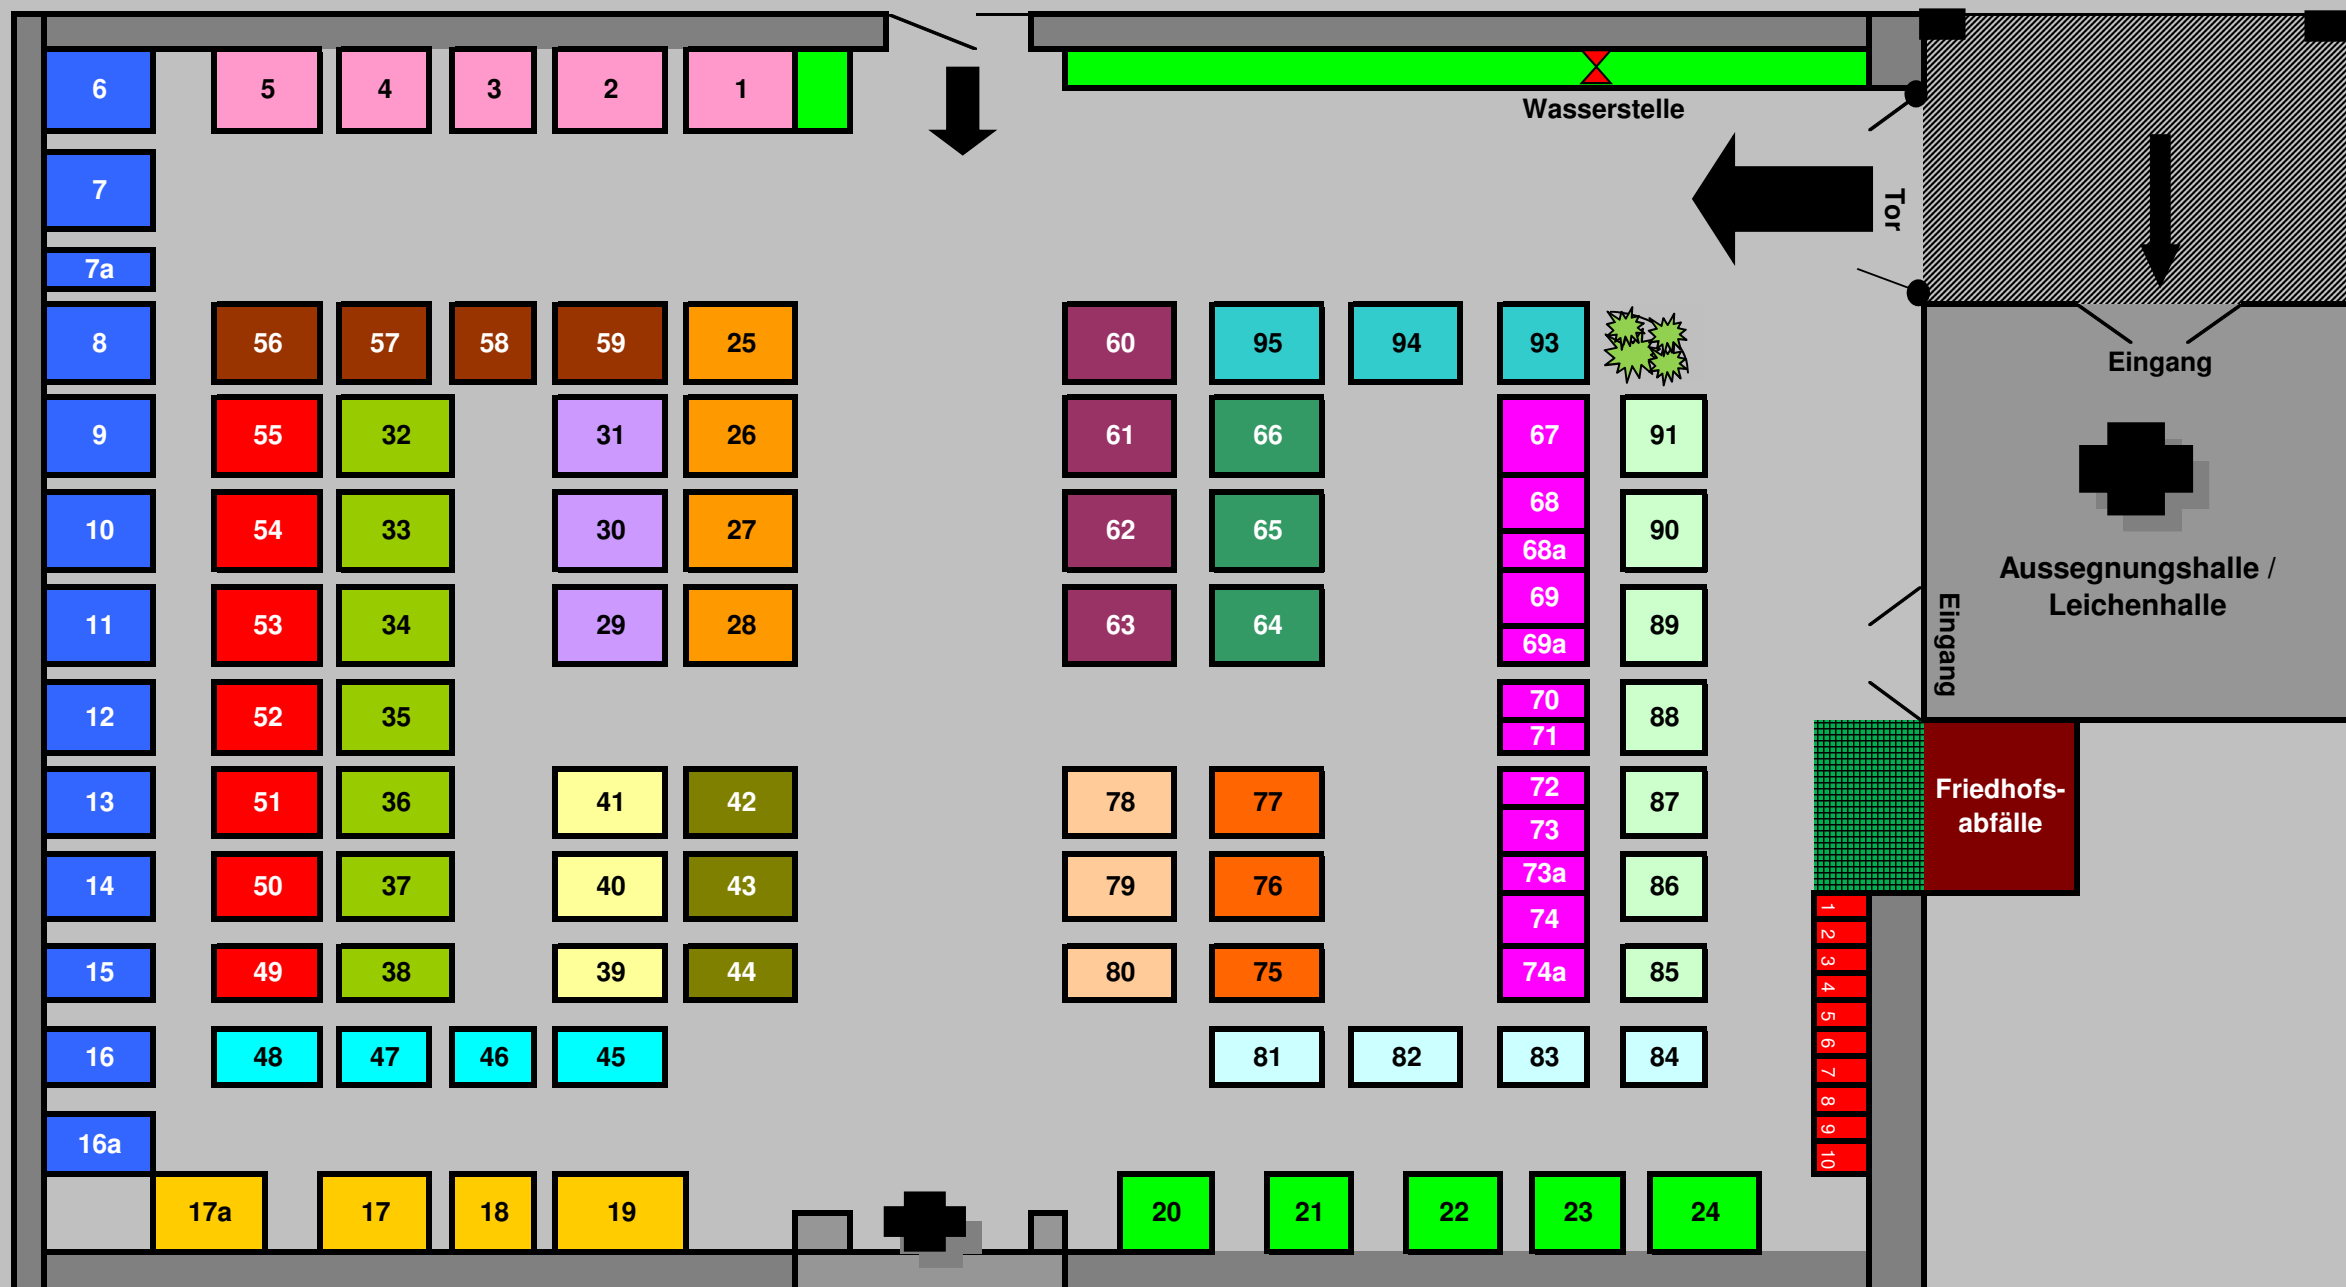 6 5 4 3 2 1
Wasserstelle
7
Tor
7a
8 56 57 58 59 25 60 95 94 93
Eingang
9 55 32 31 26 61 66 67 91
68
10 54 33 30 27 62 65 90
68a
Aussegnungshalle /
Leichenhalle
69
11 53 34 29 28 63 64 89
69a
Eingang
70
12 52 35 88
71
72
13 51 36 41 42 78 77 87
73
Friedhofs-
abfälle
73a
14 50 37 40 43 79 76 86
74
15 49 38 39 44 80 75 74a 85
16 48 47 46 45 81 82 83 84
1
2
3
4
5
6
7
8
9
10
16a
17a 17 18 19 20 21 22 23 24